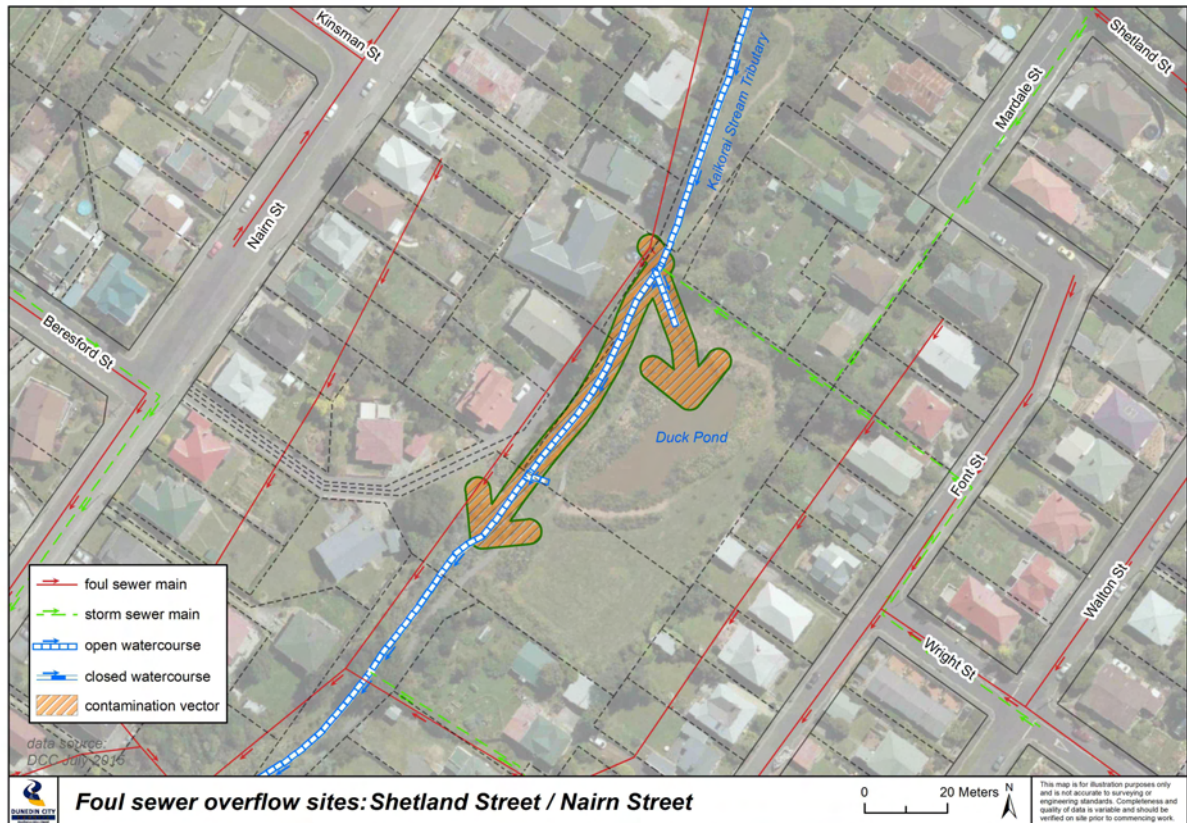 Kinsman St
Kaikorai Stream Tributary
Shetland St
Mardale St
Nairn St
Beresford St
Duck Pond
Font St
Walton St
Wright St
foul sewer main
storm sewer main
open watercourse
closed watercourse
contamination vector
data source:
DCC July 2016
DUNEDIN CITY
Foul sewer overflow sites: Shetland Street / Nairn Street
0 20 Meters
N
This map is for illustration purposes only
and is not accurate to surveying or
engineering standards. Completeness and
quality of data is variable and should be
verified on site prior to commencing work.